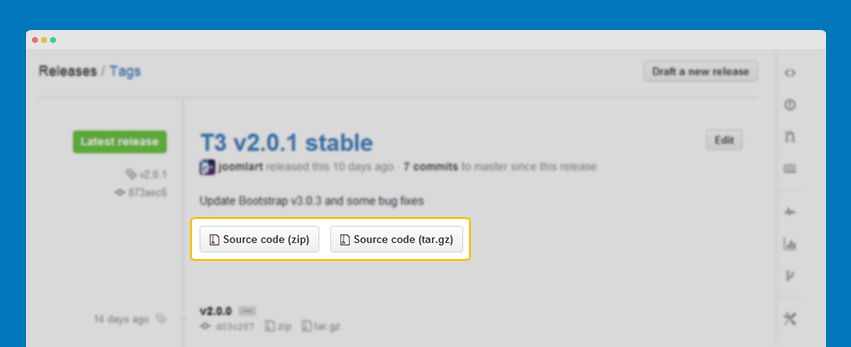 Releases / Tags
Draft a new release
Latest release
T3 v2.0.1 stable
Edit
joomlart released this 10 days ago · 7 commits to master since this release
v2.0.1
873aec6
Update Bootstrap v3.0.3 and some bug fixes
Source code (zip)
Source code (tar.gz)
14 days ago
v2.0.0
d03c287
zip
tar.gz